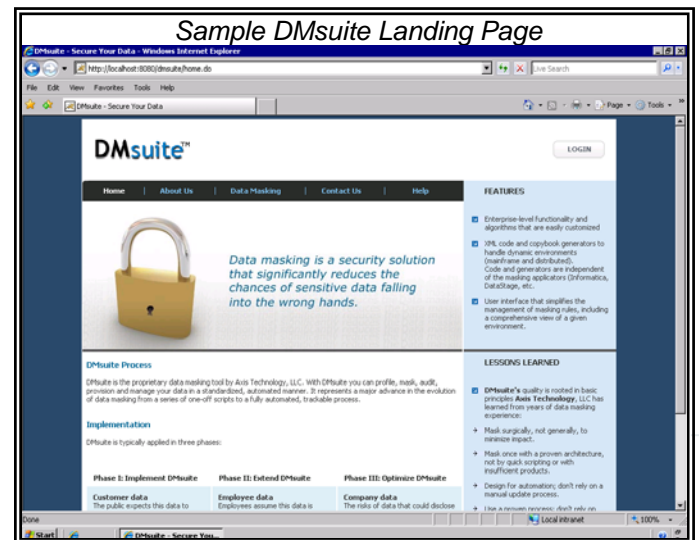 Sample DMsuite Landing Page
DMsuite - Secure Your Data - Windows Internet Explorer
http://localhost:8080/dmsuite/home.do
Live Search
File Edit View Favorites Tools Help
DMsuite - Secure Your Data
Page Tools
DMsuite™
LOGIN
Home | About Us | Data Masking | Contact Us | Help
Data masking is a security solution
that significantly reduces the
chances of sensitive data falling
into the wrong hands.
DMsuite Process
DMsuite is the proprietary data masking tool by Axis Technology, LLC. With DMsuite you can profile, mask, audit,
provision and manage your data in a standardized, automated manner. It represents a major advance in the evolution
of data masking from a series of one-off scripts to a fully automated, trackable process.
Implementation
DMsuite is typically applied in three phases:
Phase I: Implement DMsuite
Phase II: Extend DMsuite
Phase III: Optimize DMsuite
Customer data
The public expects this data to
Employee data
Employees assume this data is
Company data
The risks of data that could disclose
FEATURES
Enterprise-level functionality and
algorithms that are easily customized
XML code and copybook generators to
handle dynamic environments
(mainframe and distributed).
Code and generators are independent
of the masking applicators (Informatica,
DataStage, etc.
User interface that simplifies the
management of masking rules, including
a comprehensive view of a given
environment.
LESSONS LEARNED
DMsuite's quality is rooted in basic
principles Axis Technology, LLC has
learned from years of data masking
experience:
Mask surgically, not generally, to
minimize impact.
Mask once with a proven architecture,
not by quick scripting or with
insufficient products.
Design for automation; don't rely on a
manual update process.
Use a proven process; don't rely on
Done
Local intranet
100%
Start
DMsuite - Secure You...